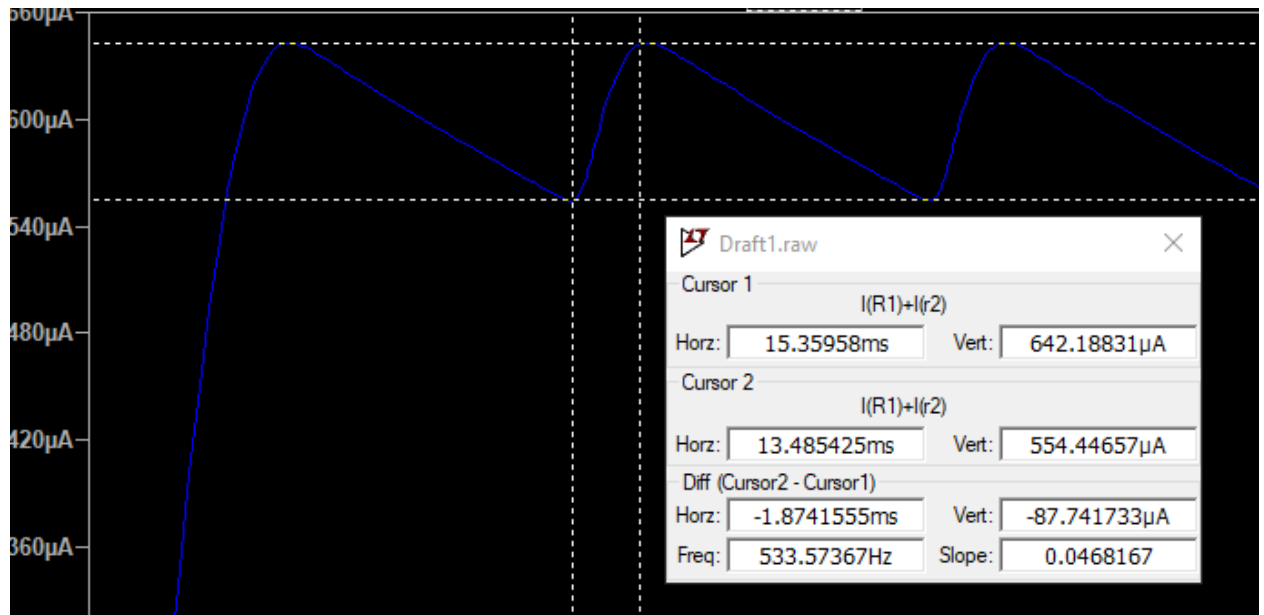 600µA
540µA
480µA
420µA
360µA
Draft1.raw
Cursor 1
I(R1)+I(r2)
Horz: 15.35958ms Vert: 642.18831µA
Cursor 2
I(R1)+I(r2)
Horz: 13.485425ms Vert: 554.44657µA
Diff (Cursor2 - Cursor1)
Horz: -1.8741555ms Vert: -87.741733µA
Freq: 533.57367Hz Slope: 0.0468167